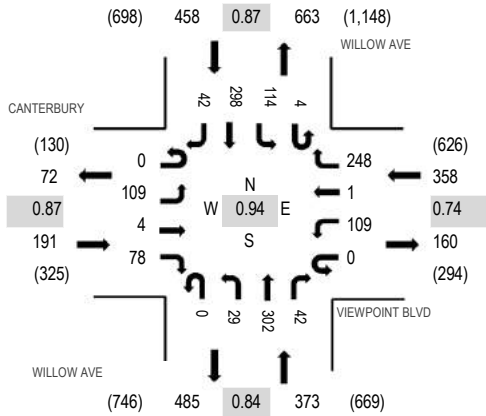 (698) 458 0.87 663 (1,148)
WILLOW AVE
42 298 114 4
CANTERBURY
(130) 0 248 (626)
72 358
109 N 1
0.87 W 0.94 E 0.74
4 S 109
191 160
78 0
(325) (294)
0 29 302 42
VIEWPOINT BLVD
WILLOW AVE
(746) 485 0.84 373 (669)